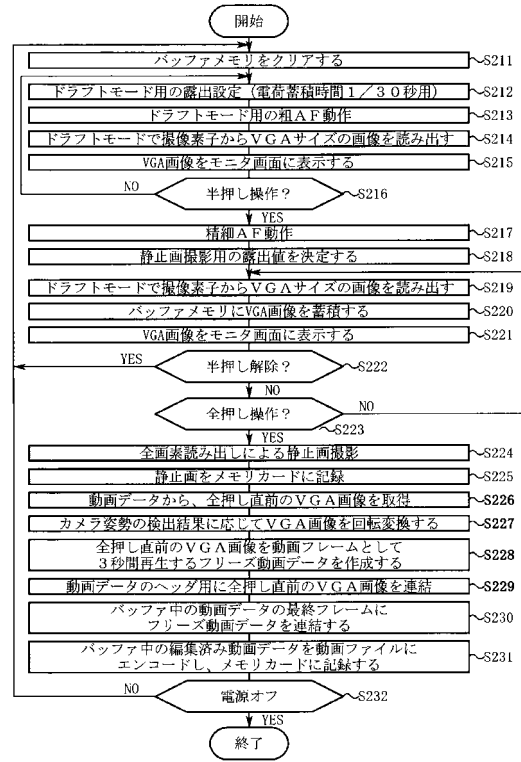 開始
バッファメモリをクリアする
S211
ドラフトモード用の露出設定（電荷蓄積時間１／３０秒用）
S212
ドラフトモード用の粗ＡＦ動作
S213
ドラフトモードで撮像素子からＶＧＡサイズの画像を読み出す
S214
VGA画像をモニタ画面に表示する
S215
NO
半押し操作？
S216
YES
精細ＡＦ動作
S217
静止画撮影用の露出値を決定する
S218
ドラフトモードで撮像素子からＶＧＡサイズの画像を読み出す
S219
バッファメモリにVGA画像を蓄積する
S220
VGA画像をモニタ画面に表示する
S221
YES
半押し解除？
S222
NO
全押し操作？
NO
S223
YES
全画素読み出しによる静止画撮影
S224
静止画をメモリカードに記録
S225
動画データから、全押し直前のＶＧＡ画像を取得
S226
カメラ姿勢の検出結果に応じてＶＧＡ画像を回転変換する
S227
全押し直前のＶＧＡ画像を動画フレームとして
３秒間再生するフリーズ動画データを作成する
S228
動画データのヘッダ用に全押し直前のＶＧＡ画像を連結
S229
バッファ中の動画データの最終フレームに
フリーズ動画データを連結する
S230
バッファ中の編集済み動画データを動画ファイルに
エンコードし、メモリカードに記録する
S231
NO
電源オフ
S232
YES
終了